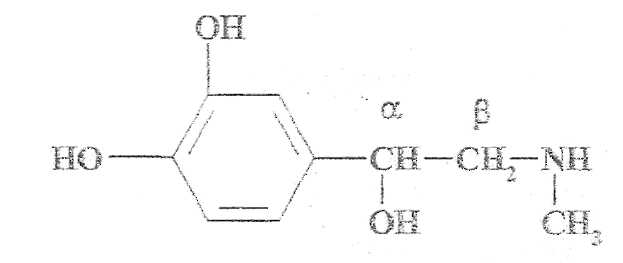 OH
α β
HO CH CH₂ NH
OH CH₃